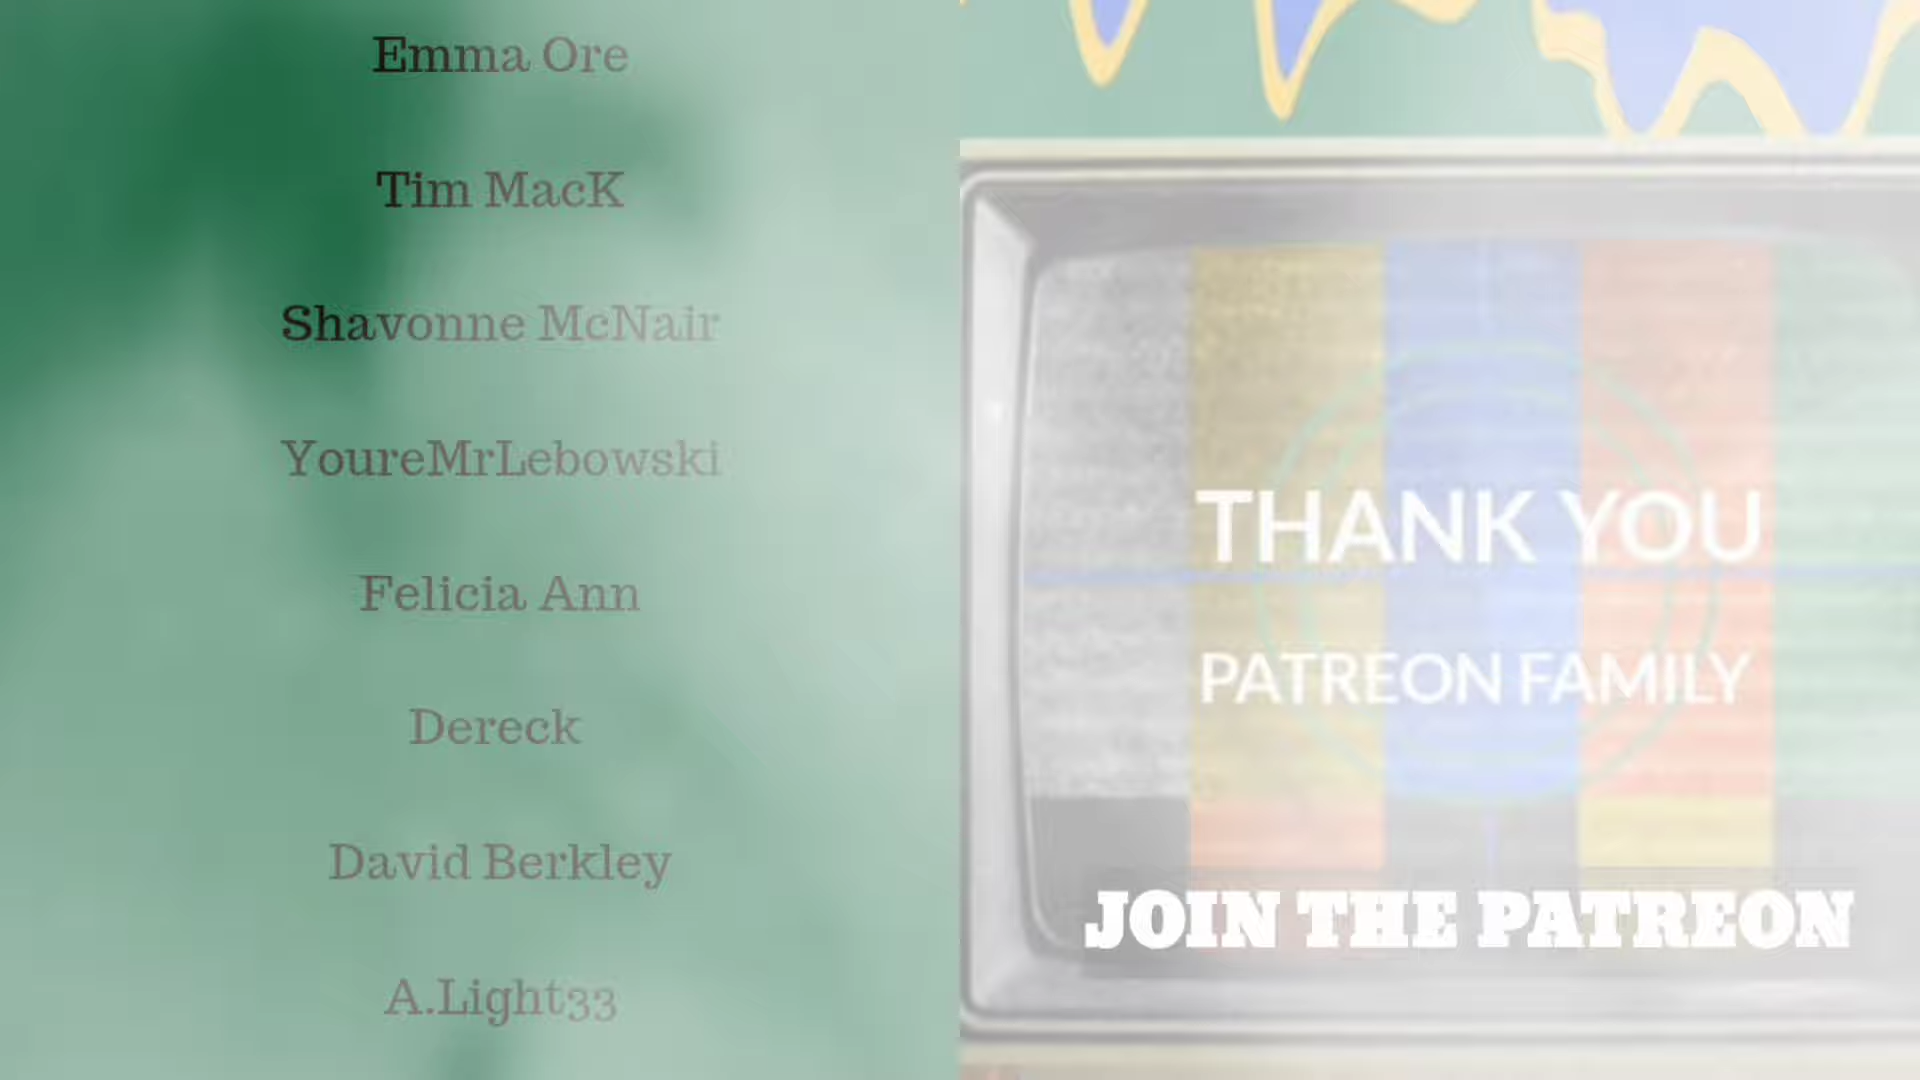 Emma Ore
Tim MacK
Shavonne McNair
YoureMrLebowski
Felicia Ann
Dereck
David Berkley
A.Light33
THANK YOU
PATREON FAMILY
JOIN THE PATREON